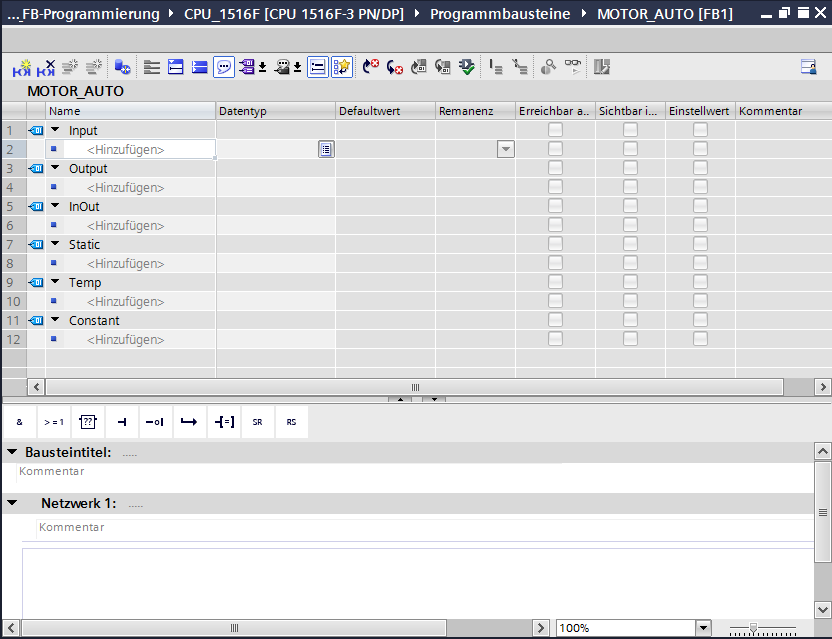 ..._FB-Programmierung ▸ CPU_1516F [CPU 1516F-3 PN/DP] ▸ Programmbausteine ▸ MOTOR_AUTO [FB1]
MOTOR_AUTO
Name Datentyp Defaultwert Remanenz Erreichbar a... Sichtbar i... Einstellwert Kommentar
1 Input
2 <Hinzufügen>
3 Output
4 <Hinzufügen>
5 InOut
6 <Hinzufügen>
7 Static
8 <Hinzufügen>
9 Temp
10 <Hinzufügen>
11 Constant
12 <Hinzufügen>
& >=1 ?? SR RS
Bausteintitel: .....
Kommentar
Netzwerk 1: .....
Kommentar
100%